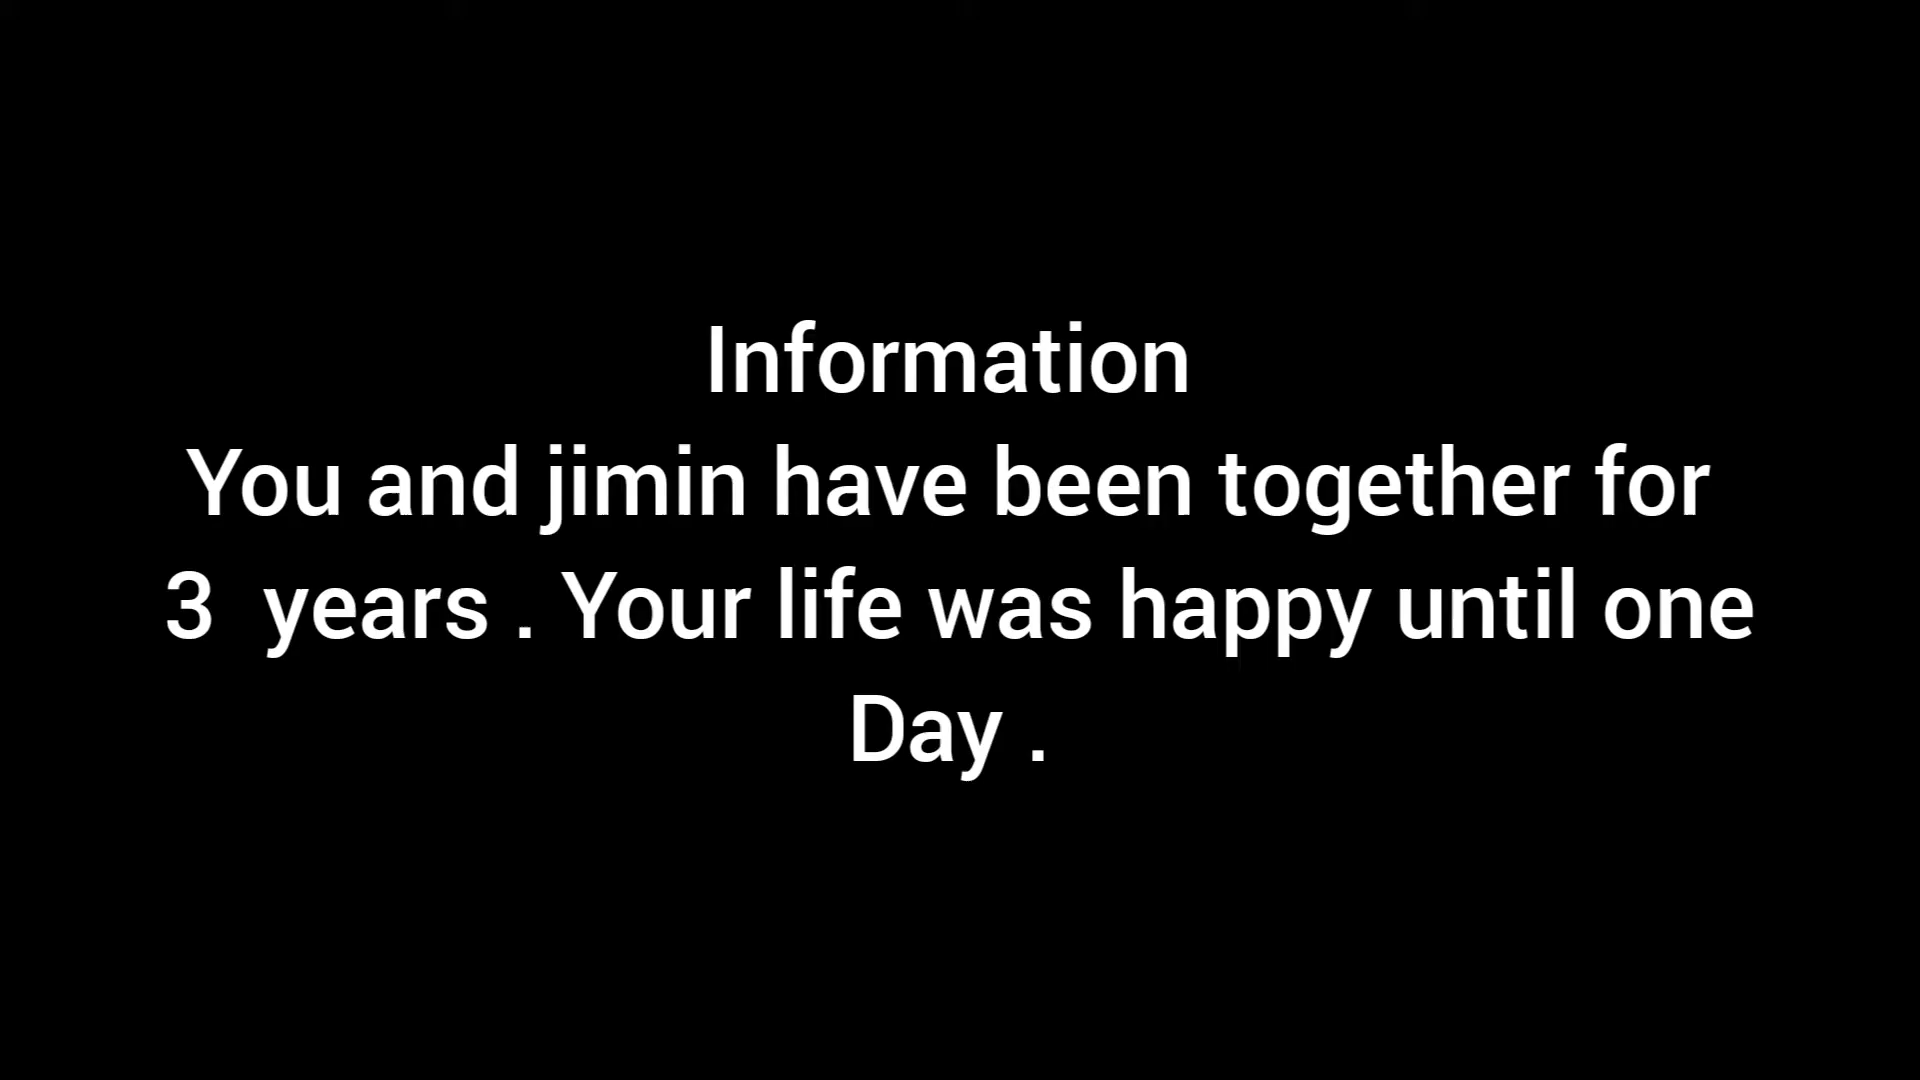 Information
You and jimin have been together for
3  years . Your life was happy until one
Day .